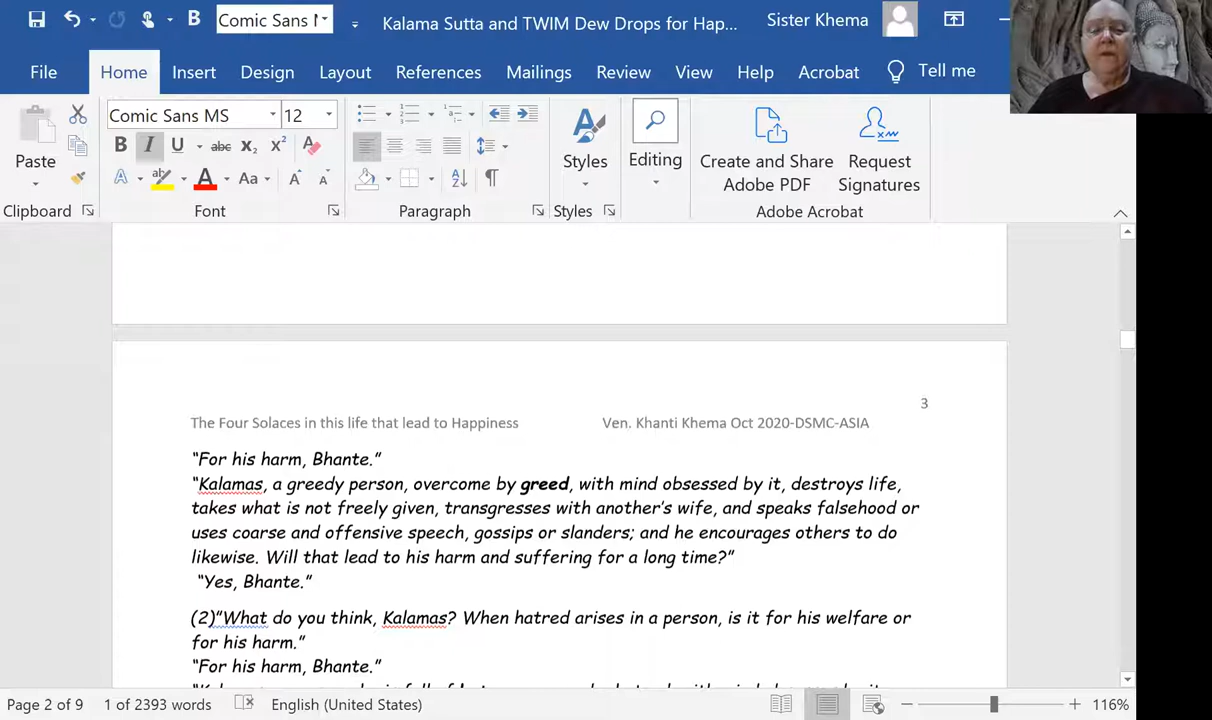 Comic Sans M
Kalama Sutta and TWIM Dew Drops for Hap...
Sister Khema
File Home Insert Design Layout References Mailings Review View Help Acrobat Tell me
Comic Sans MS 12
Paste
Styles
Editing
Create and Share Adobe PDF
Request Signatures
Clipboard Font Paragraph Styles Adobe Acrobat
3
The Four Solaces in this life that lead to Happiness Ven. Khanti Khema Oct 2020-DSMC-ASIA
“For his harm, Bhante.”
“Kalamas, a greedy person, overcome by greed, with mind obsessed by it, destroys life,
takes what is not freely given, transgresses with another’s wife, and speaks falsehood or
uses coarse and offensive speech, gossips or slanders; and he encourages others to do
likewise. Will that lead to his harm and suffering for a long time?”
“Yes, Bhante.”
(2)“What do you think, Kalamas? When hatred arises in a person, is it for his welfare or
for his harm.”
“For his harm, Bhante.”
Page 2 of 9 1 of 2393 words English (United States) 116%